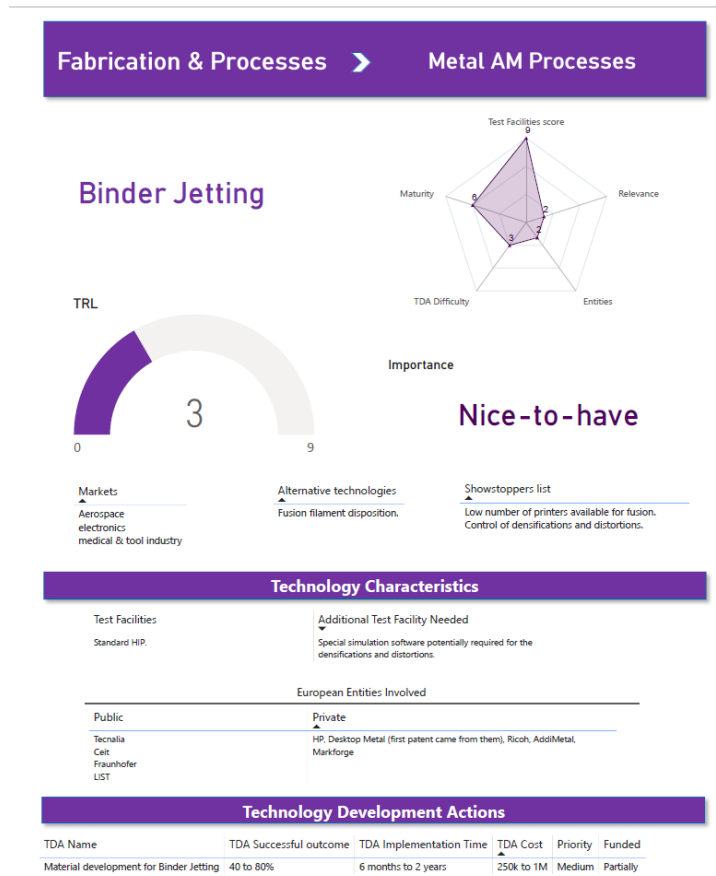 Fabrication & Processes
Metal AM Processes
Binder Jetting
Test Facilities score
9
Maturity
6
Relevance
2
2
3
TDA Difficulty
Entities
TRL
3
0
9
Importance
Nice-to-have
Markets
Aerospace
electronics
medical & tool industry
Alternative technologies
Fusion filament disposition.
Showstoppers list
Low number of printers available for fusion.
Control of densifications and distortions.
Technology Characteristics
Test Facilities
Standard HIP.
Additional Test Facility Needed
Special simulation software potentially required for the
densifications and distortions.
European Entities Involved
Public
Tecnalia
Ceit
Fraunhofer
LIST
Private
HP, Desktop Metal (first patent came from them), Ricoh, AddiMetal,
Markforge
Technology Development Actions
TDA Name TDA Successful outcome TDA Implementation Time TDA Cost Priority Funded
Material development for Binder Jetting 40 to 80% 6 months to 2 years 250k to 1M Medium Partially